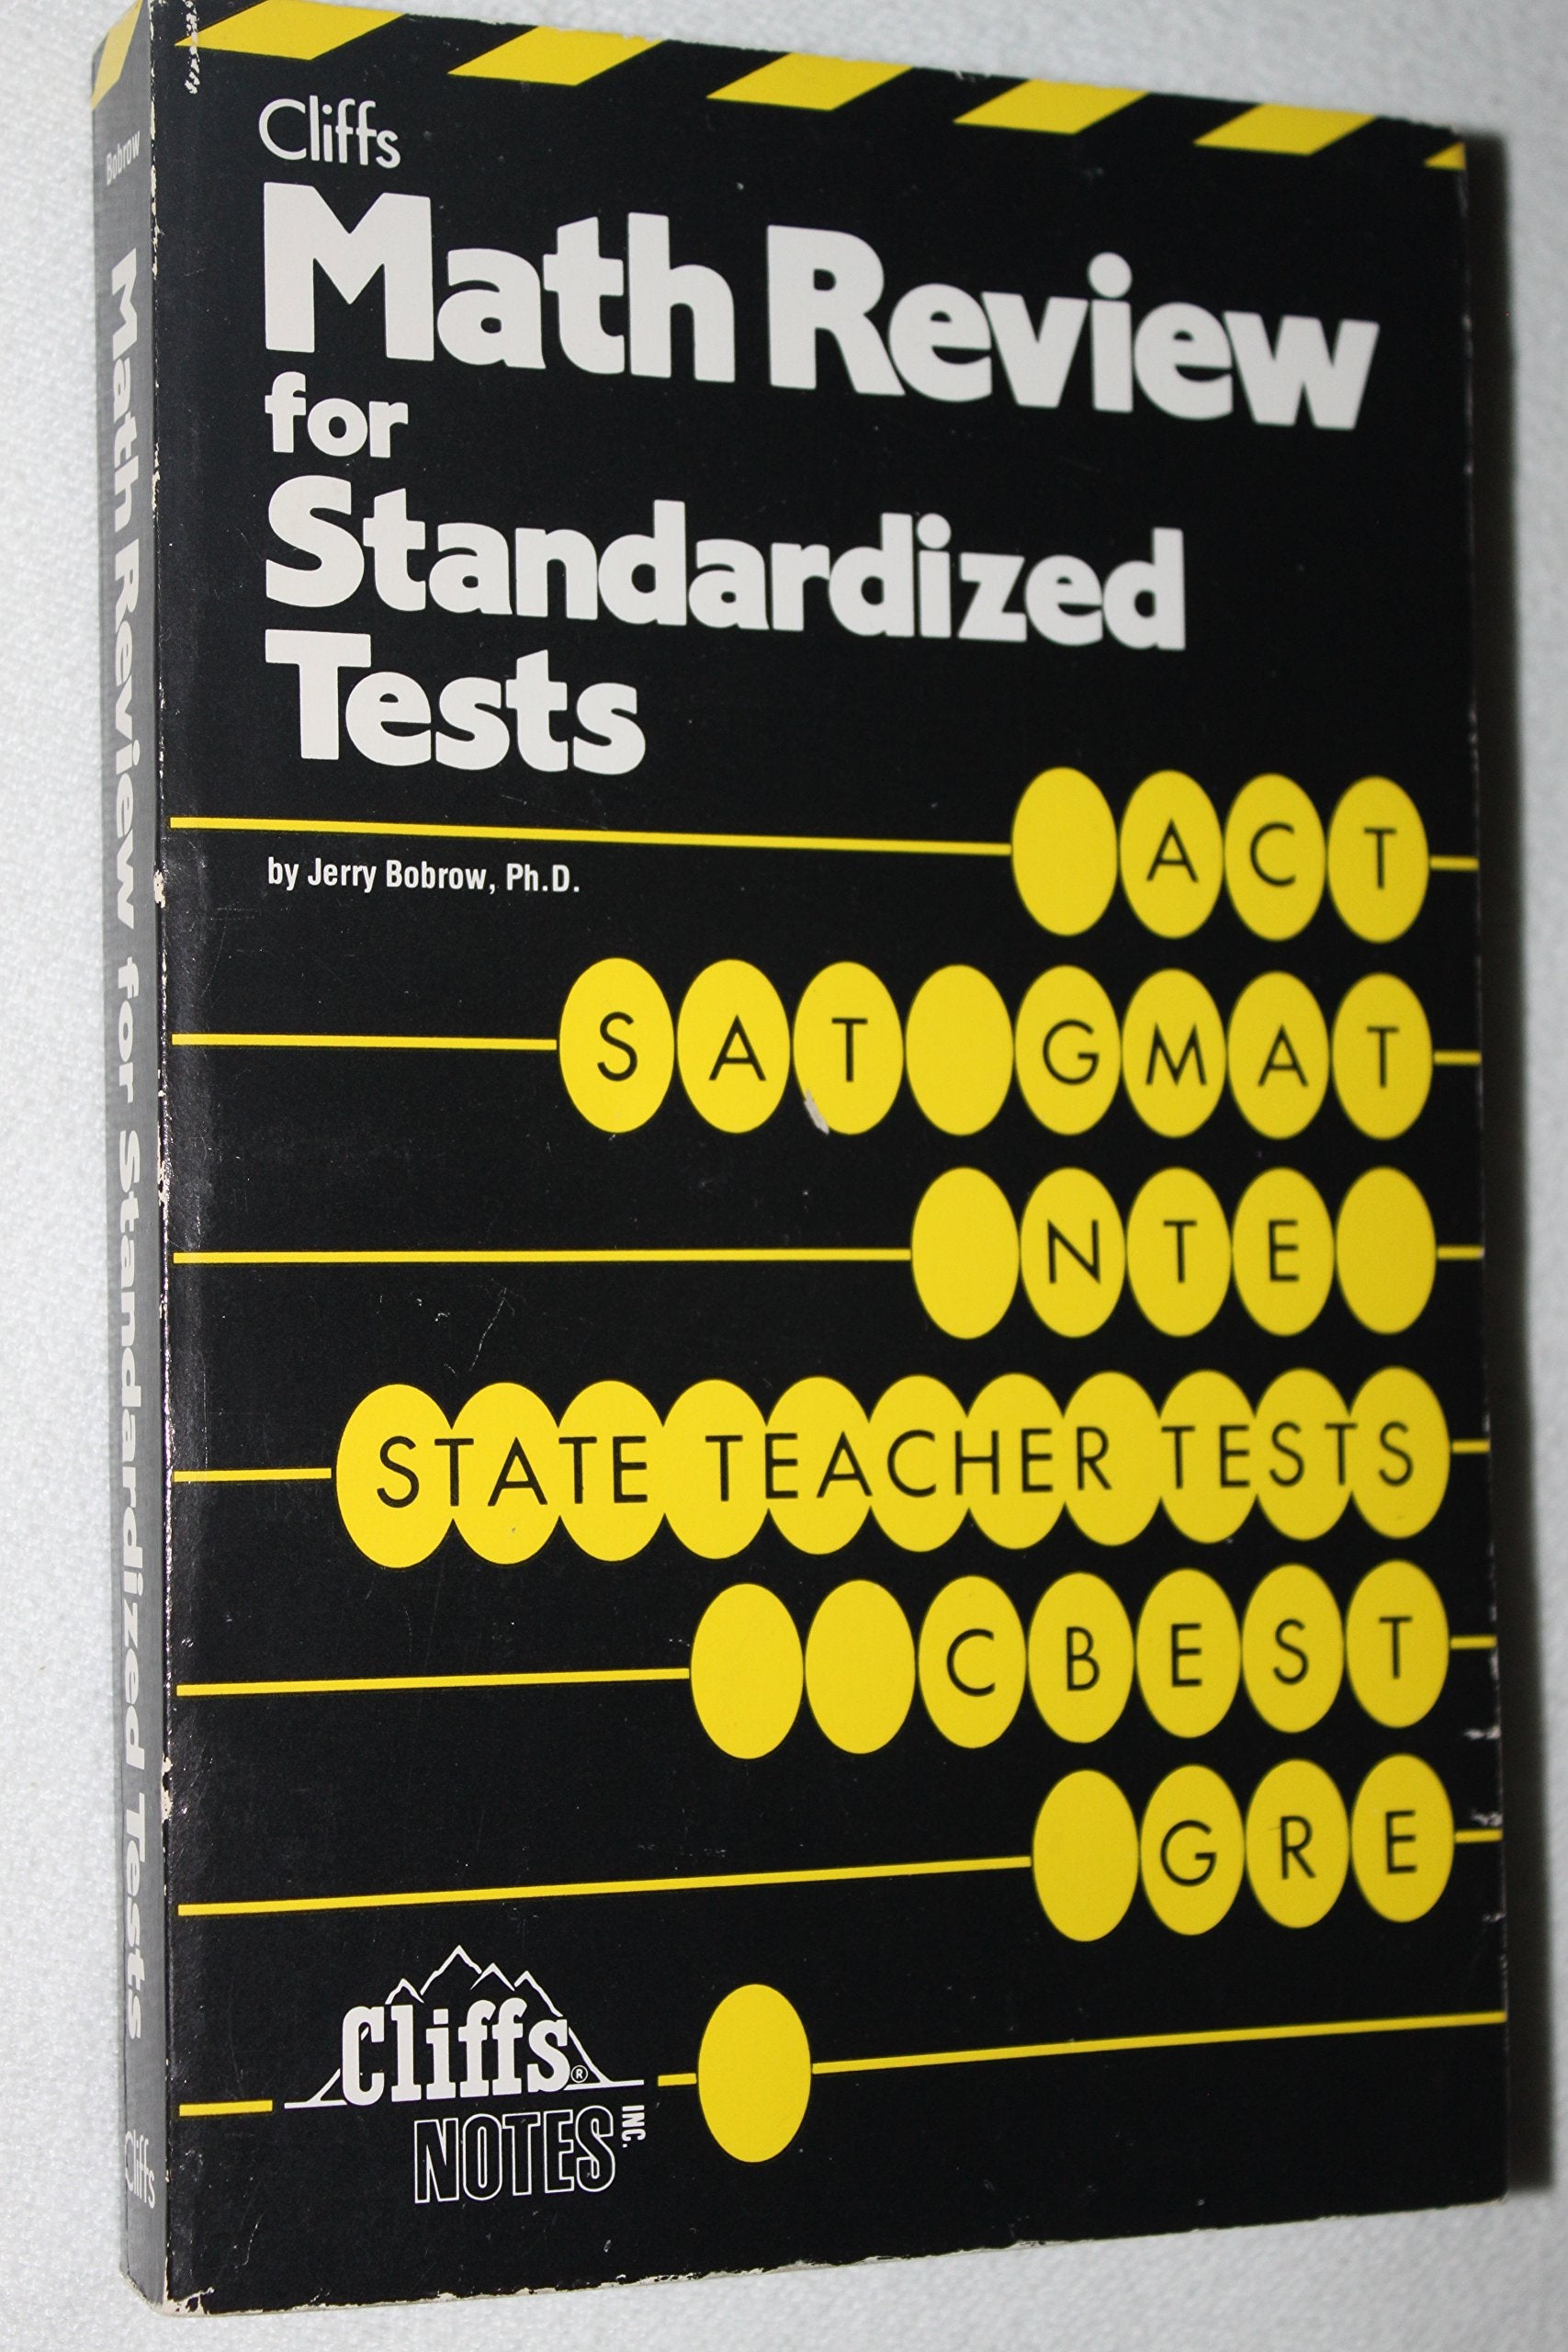 Bobrow Math Review for Standardized Tests Cliffs
Cliffs
Math Review
for
Standardized
Tests
by Jerry Bobrow, Ph.D.
ACT
SAT GMAT
NTE
STATE TEACHER TESTS
CBEST
GRE
Cliffs®
NOTES INC.